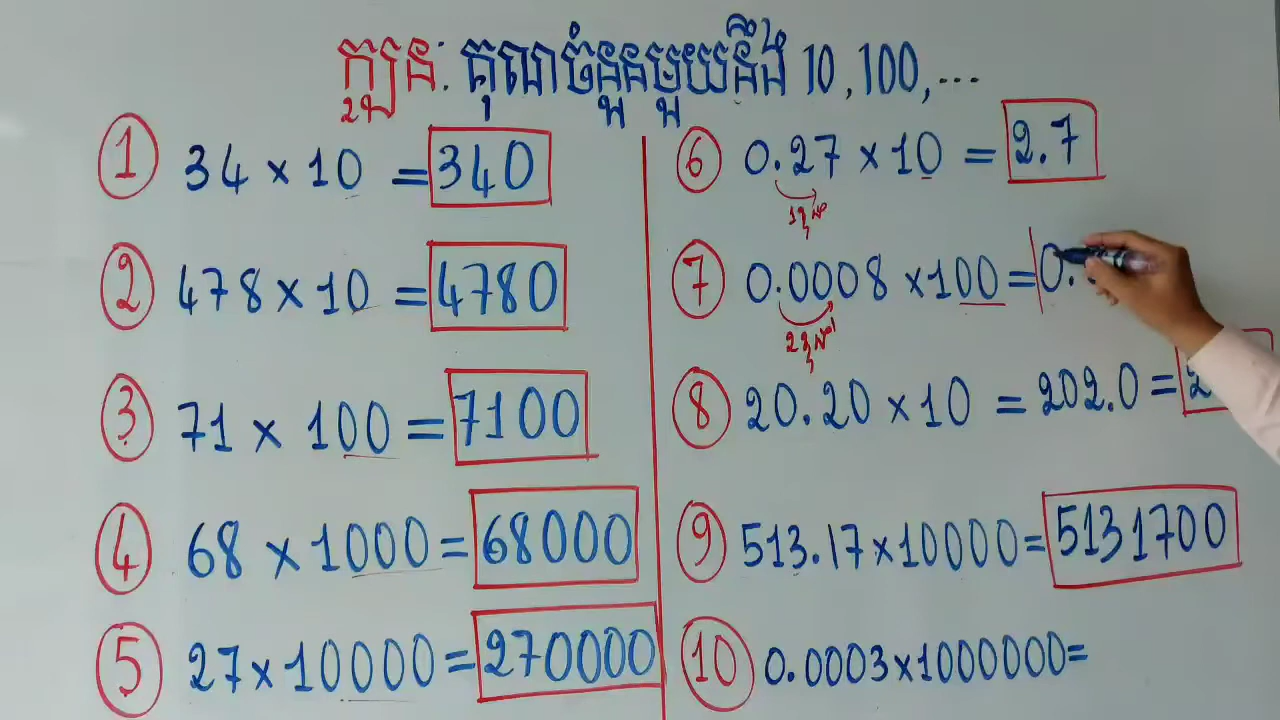 ក្បួន: គុណចំនួនមួយនឹង 10 , 100 , ...
2
① 34 × 10 = 340
② 478 × 10 = 4780
③ 71 × 100 = 7100
④ 68 × 1000 = 68000
⑤ 27 × 10000 = 270000
⑥ 0.27 × 10 = 2.7
⑦ 0.0008 × 100 = 0.
⑧ 20.20 × 10 = 202.0 = 2
⑨ 513.17 × 10000 = 5131700
⑩ 0.0003 × 1000000 =